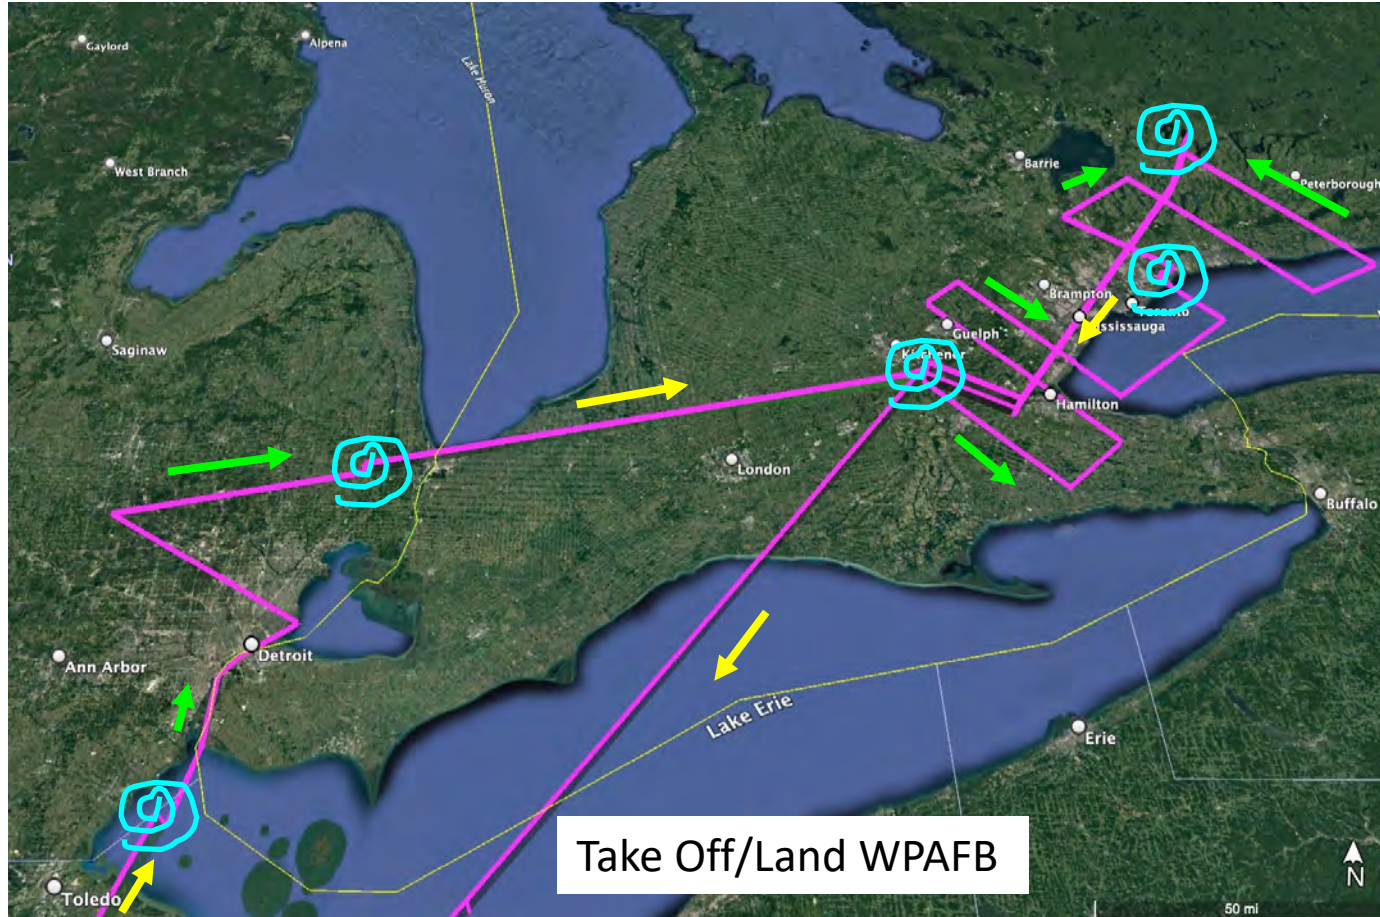 Gaylord
Alpena
Lake Huron
West Branch
Barrie
Peterborough
Saginaw
Brampton
Toronto
Mississauga
Guelph
Kitchener
Hamilton
London
Buffalo
Detroit
Ann Arbor
Lake Erie
Erie
Take Off/Land WPAFB
Toledo
N
50 mi